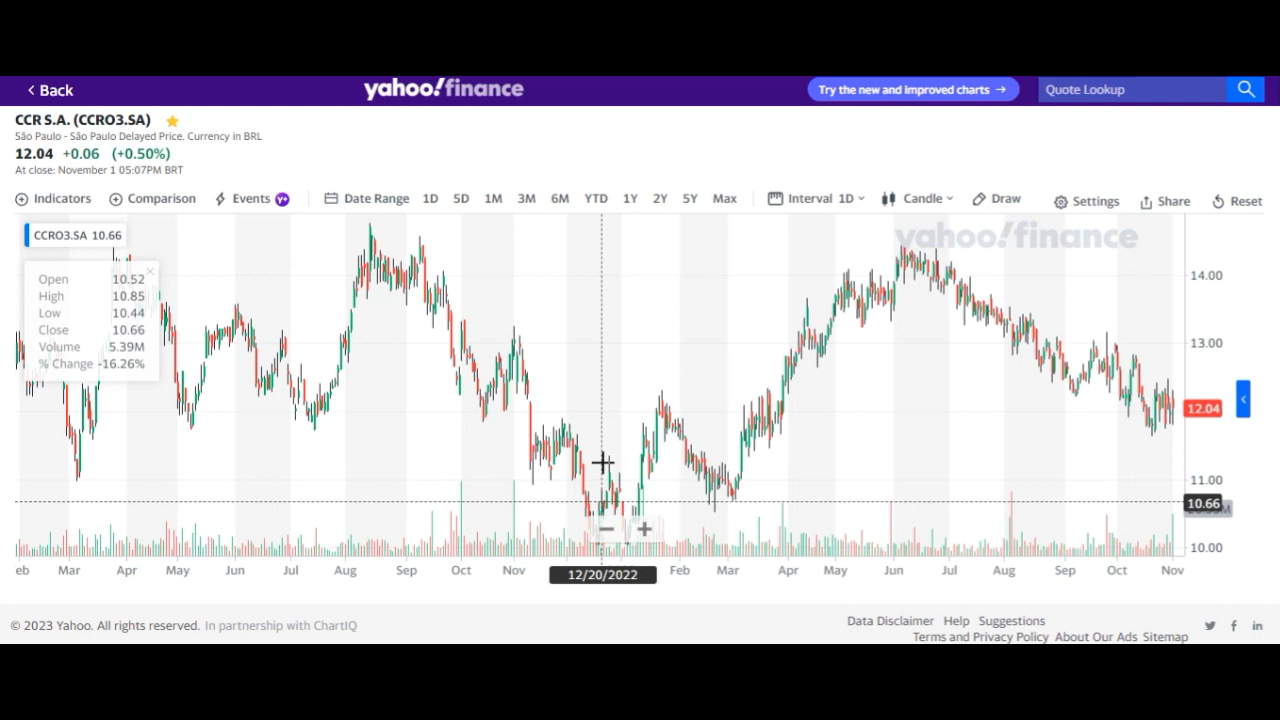 Back
yahoo!finance
Try the new and improved charts →
Quote Lookup
CCR S.A. (CCRO3.SA)
São Paulo - São Paulo Delayed Price. Currency in BRL
12.04 +0.06 (+0.50%)
At close: November 1 05:07PM BRT
Indicators Comparison Events Y+ Date Range 1D 5D 1M 3M 6M YTD 1Y 2Y 5Y Max Interval 1D Candle Draw Settings Share Reset
CCRO3.SA 10.66
yahoo!finance
Open 10.52
High 10.85
Low 10.44
Close 10.66
Volume 5.39M
% Change -16.26%
14.00
13.00
12.04
11.00
10.66
10.00
eb Mar Apr May Jun Jul Aug Sep Oct Nov 12/20/2022 Feb Mar Apr May Jun Jul Aug Sep Oct Nov
© 2023 Yahoo. All rights reserved. In partnership with ChartIQ
Data Disclaimer Help Suggestions
Terms and Privacy Policy About Our Ads Sitemap